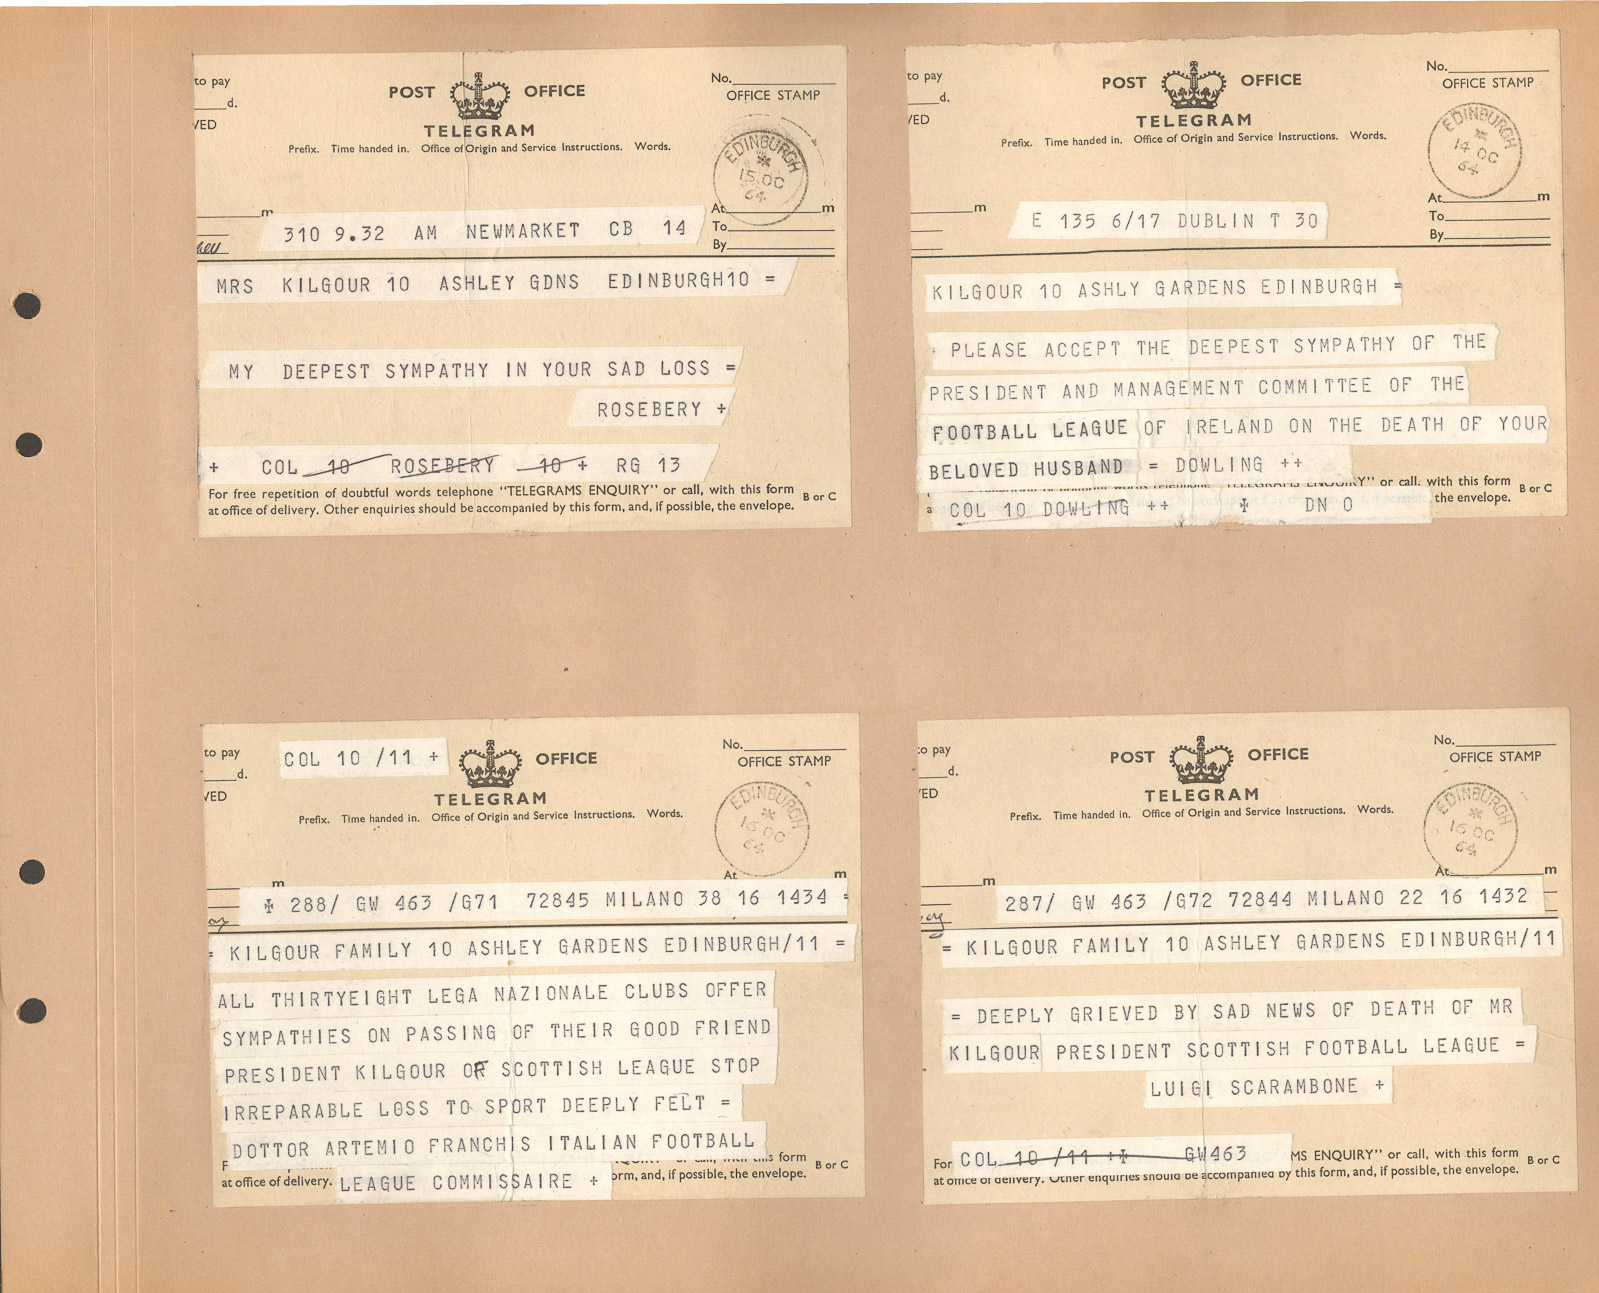 to pay
d.
VED
POST OFFICE
TELEGRAM
Prefix. Time handed in. Office of Origin and Service Instructions. Words.
No.
OFFICE STAMP
EDINBURGH
15 OC
64
m
At m
To
By
310 9.32 AM NEWMARKET CB 14
MRS KILGOUR 10 ASHLEY GDNS EDINBURGH10 =
MY DEEPEST SYMPATHY IN YOUR SAD LOSS =
ROSEBERY +
+ COL 10 ROSEBERY 10 + RG 13
For free repetition of doubtful words telephone "TELEGRAMS ENQUIRY" or call, with this form
at office of delivery. Other enquiries should be accompanied by this form, and, if possible, the envelope.
B or C
to pay
d.
VED
POST OFFICE
TELEGRAM
Prefix. Time handed in. Office of Origin and Service Instructions. Words.
No.
OFFICE STAMP
EDINBURGH
14 OC
64
m
At m
To
By
E 135 6/17 DUBLIN T 30
KILGOUR 10 ASHLY GARDENS EDINBURGH =
PLEASE ACCEPT THE DEEPEST SYMPATHY OF THE
PRESIDENT AND MANAGEMENT COMMITTEE OF THE
FOOTBALL LEAGUE OF IRELAND ON THE DEATH OF YOUR
BELOVED HUSBAND = DOWLING ++
"TELEGRAMS ENQUIRY" or call, with this form
COL 10 DOWLING ++ ✠ DN 0
the envelope.
B or C
to pay
d.
VED
COL 10 /11 +
OFFICE
TELEGRAM
Prefix. Time handed in. Office of Origin and Service Instructions. Words.
No.
OFFICE STAMP
EDINBURGH
16 OC
64
m
At m
✠ 288/ GW 463 /G71 72845 MILANO 38 16 1434 =
= KILGOUR FAMILY 10 ASHLEY GARDENS EDINBURGH/11 =
ALL THIRTYEIGHT LEGA NAZIONALE CLUBS OFFER
SYMPATHIES ON PASSING OF THEIR GOOD FRIEND
PRESIDENT KILGOUR OF SCOTTISH LEAGUE STOP
IRREPARABLE LOSS TO SPORT DEEPLY FELT =
DOTTOR ARTEMIO FRANCHIS ITALIAN FOOTBALL
or call, with this form
at office of delivery. LEAGUE COMMISSAIRE + orm, and, if possible, the envelope.
B or C
to pay
d.
VED
POST OFFICE
TELEGRAM
Prefix. Time handed in. Office of Origin and Service Instructions. Words.
No.
OFFICE STAMP
EDINBURGH
16 OC
64
m
At m
287/ GW 463 /G72 72844 MILANO 22 16 1432
= KILGOUR FAMILY 10 ASHLEY GARDENS EDINBURGH/11
= DEEPLY GRIEVED BY SAD NEWS OF DEATH OF MR
KILGOUR PRESIDENT SCOTTISH FOOTBALL LEAGUE =
LUIGI SCARAMBONE +
For COL 10 /11 +✠ GW463 MS ENQUIRY" or call, with this form
at office of delivery. Other enquiries should be accompanied by this form, and, if possible, the envelope.
B or C